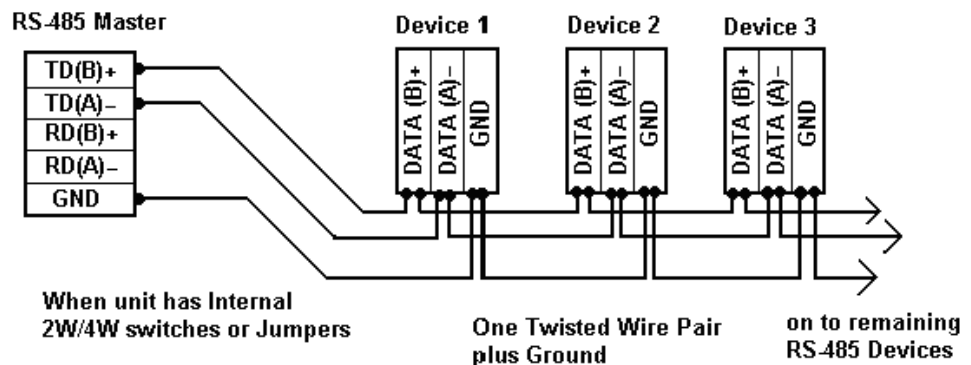 RS-485 Master
Device 1
Device 2
Device 3
TD(B)+
TD(A)–
RD(B)+
RD(A)–
GND
DATA (B)+
DATA (A)–
GND
DATA (B)+
DATA (A)–
GND
DATA (B)+
DATA (A)–
GND
When unit has Internal
2W/4W switches or Jumpers
One Twisted Wire Pair
plus Ground
on to remaining
RS-485 Devices